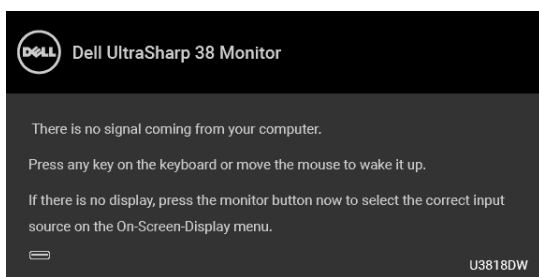 DELL Dell UltraSharp 38 Monitor
There is no signal coming from your computer.
Press any key on the keyboard or move the mouse to wake it up.
If there is no display, press the monitor button now to select the correct input
source on the On-Screen-Display menu.
U3818DW